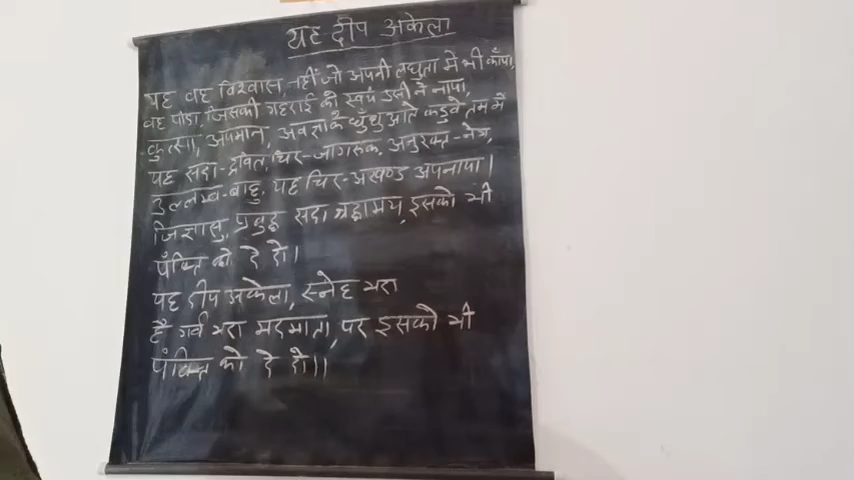 यह दीप अकेला
यह वह विश्वास, नहीं जो अपनी लघुता में भी काँपा,
वह पीड़ा, जिसकी गहराई को स्वयं उसी ने नापा,
कुत्सा, अपमान, अवज्ञा के धुँधुआते कडुवे तम में
यह सदा-द्रवित, चिर-जागरूक, अनुरक्त-नेत्र,
उल्लम्ब-बाहु, यह चिर-अखण्ड अपनापा।
जिज्ञासु, प्रबुद्ध सदा श्रद्धामय, इसको भी
पंक्ति को दे दो।
यह दीप अकेला, स्नेह भरा
है गर्व भरा मदमाता, पर इसको भी
पंक्ति को दे दो।।